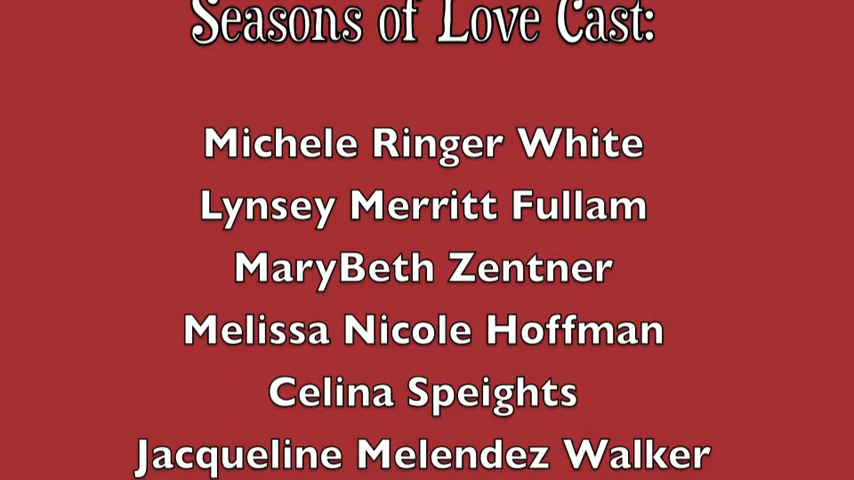 Seasons of Love Cast:
Michele Ringer White
Lynsey Merritt Fullam
MaryBeth Zentner
Melissa Nicole Hoffman
Celina Speights
Jacqueline Melendez Walker